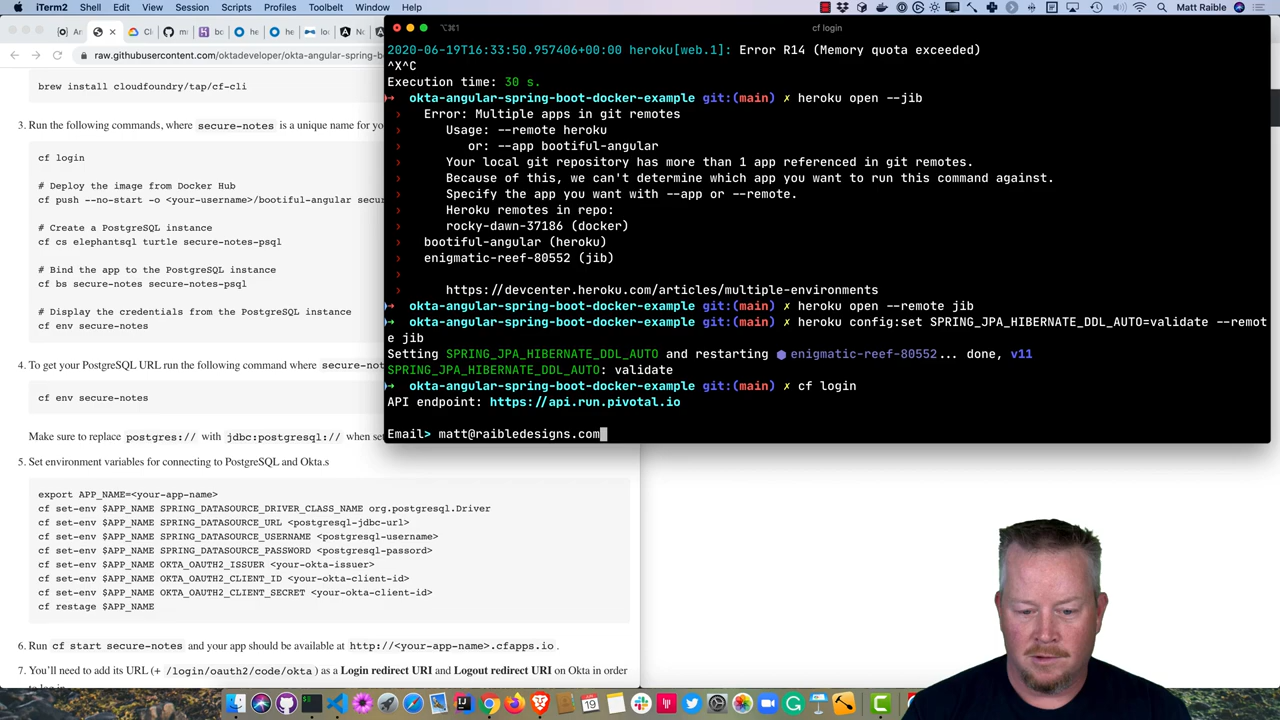 iTerm2 Shell Edit View Session Scripts Profiles Toolbelt Window Help
Matt Raible
raw.githubusercontent.com/oktadeveloper/okta-angular-spring-b
brew install cloudfoundry/tap/cf-cli
3. Run the following commands, where secure-notes is a unique name for yo
cf login
# Deploy the image from Docker Hub
cf push --no-start -o <your-username>/bootiful-angular secur
# Create a PostgreSQL instance
cf cs elephantsql turtle secure-notes-psql
# Bind the app to the PostgreSQL instance
cf bs secure-notes secure-notes-psql
# Display the credentials from the PostgreSQL instance
cf env secure-notes
4. To get your PostgreSQL URL run the following command where secure-not
cf env secure-notes
Make sure to replace postgres:// with jdbc:postgresql:// when set
5. Set environment variables for connecting to PostgreSQL and Okta.s
export APP_NAME=<your-app-name>
cf set-env $APP_NAME SPRING_DATASOURCE_DRIVER_CLASS_NAME org.postgresql.Driver
cf set-env $APP_NAME SPRING_DATASOURCE_URL <postgresql-jdbc-url>
cf set-env $APP_NAME SPRING_DATASOURCE_USERNAME <postgresql-username>
cf set-env $APP_NAME SPRING_DATASOURCE_PASSWORD <postgresql-passord>
cf set-env $APP_NAME OKTA_OAUTH2_ISSUER <your-okta-issuer>
cf set-env $APP_NAME OKTA_OAUTH2_CLIENT_ID <your-okta-client-id>
cf set-env $APP_NAME OKTA_OAUTH2_CLIENT_SECRET <your-okta-client-id>
cf restage $APP_NAME
6. Run cf start secure-notes and your app should be available at http://<your-app-name>.cfapps.io .
7. You’ll need to add its URL (+ /login/oauth2/code/okta ) as a Login redirect URI and Logout redirect URI on Okta in order
cf login
⌥⌘1
2020-06-19T16:33:50.957406+00:00 heroku[web.1]: Error R14 (Memory quota exceeded)
^X^C
Execution time: 30 s.
→ okta-angular-spring-boot-docker-example git:(main) ✗ heroku open --jib
› Error: Multiple apps in git remotes
› Usage: --remote heroku
› or: --app bootiful-angular
› Your local git repository has more than 1 app referenced in git remotes.
› Because of this, we can't determine which app you want to run this command against.
› Specify the app you want with --app or --remote.
› Heroku remotes in repo:
› rocky-dawn-37186 (docker)
› bootiful-angular (heroku)
› enigmatic-reef-80552 (jib)
›
› https://devcenter.heroku.com/articles/multiple-environments
→ okta-angular-spring-boot-docker-example git:(main) ✗ heroku open --remote jib
→ okta-angular-spring-boot-docker-example git:(main) ✗ heroku config:set SPRING_JPA_HIBERNATE_DDL_AUTO=validate --remot
e jib
Setting SPRING_JPA_HIBERNATE_DDL_AUTO and restarting ⬢ enigmatic-reef-80552... done, v11
SPRING_JPA_HIBERNATE_DDL_AUTO: validate
→ okta-angular-spring-boot-docker-example git:(main) ✗ cf login
API endpoint: https://api.run.pivotal.io
Email> matt@raibledesigns.com